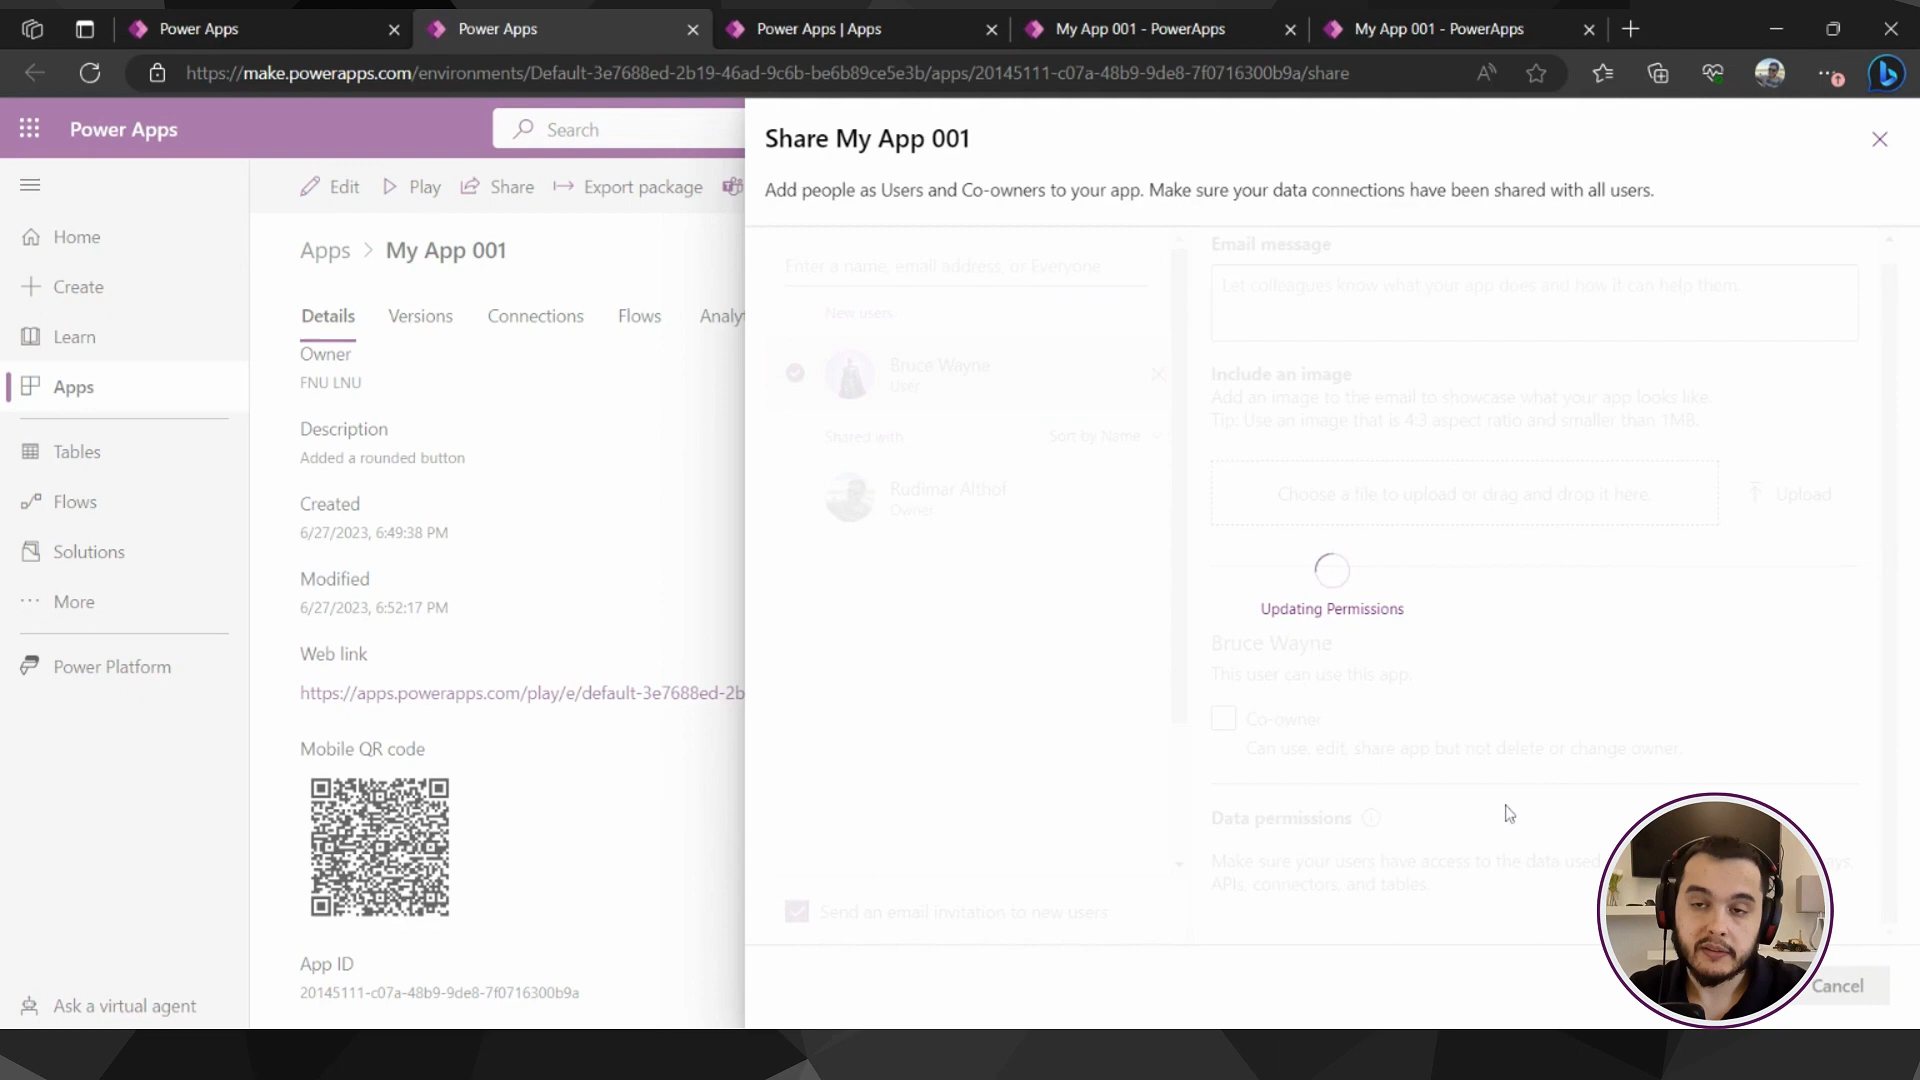 Power Apps
Power Apps
Power Apps | Apps
My App 001 - PowerApps
My App 001 - PowerApps
https://make.powerapps.com/environments/Default-3e7688ed-2b19-46ad-9c6b-be6b89ce5e3b/apps/20145111-c07a-48b9-9de8-7f0716300b9a/share
Power Apps
Search
Home
Create
Learn
Apps
Tables
Flows
Solutions
More
Power Platform
Ask a virtual agent
Edit
Play
Share
Export package
Apps > My App 001
Details
Versions
Connections
Flows
Analy
Owner
FNU LNU
Description
Added a rounded button
Created
6/27/2023, 6:49:38 PM
Modified
6/27/2023, 6:52:17 PM
Web link
https://apps.powerapps.com/play/e/default-3e7688ed-2b
Mobile QR code
App ID
20145111-c07a-48b9-9de8-7f0716300b9a
Share My App 001
Add people as Users and Co-owners to your app. Make sure your data connections have been shared with all users.
Enter a name, email address, or Everyone
New users
Bruce Wayne
User
Shared with
Sort by Name
Rudimar Althof
Owner
Send an email invitation to new users
Email message
Let colleagues know what your app does and how it can help them.
Include an image
Add an image to the email to showcase what your app looks like.
Tip: Use an image that is 4:3 aspect ratio and smaller than 1MB.
Choose a file to upload or drag and drop it here.
Upload
Updating Permissions
Bruce Wayne
This user can use this app.
Co-owner
Can use, edit, share app but not delete or change owner.
Data permissions
Make sure your users have access to the data used
APIs, connectors, and tables.
Cancel